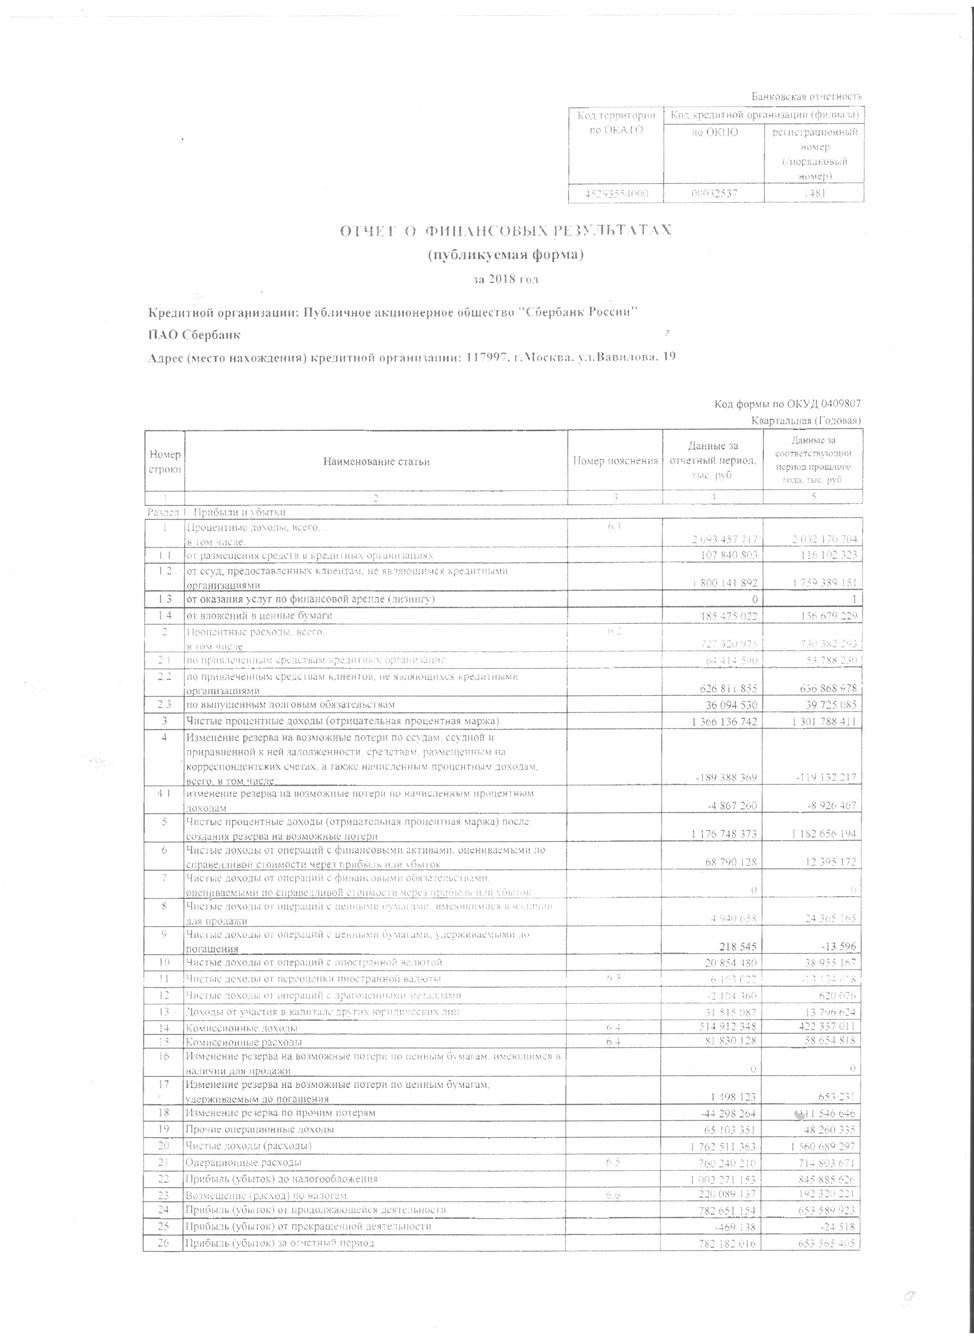 Банковская отчетность
Код территории по ОКАТО
Код кредитной организации (филиала)
по ОКПО
регистрационный номер (/порядковый номер)
45293554000 00032537 1481
ОТЧЕТ О ФИНАНСОВЫХ РЕЗУЛЬТАТАХ
(публикуемая форма)
за 2018 год
Кредитной организации: Публичное акционерное общество "Сбербанк России"
ПАО Сбербанк
Адрес (место нахождения) кредитной организации: 117997, г.Москва, ул.Вавилова, 19
Код формы по ОКУД 0409807
Квартальная (Годовая)
Номер строки
Наименование статьи
Номер пояснения
Данные за отчетный период, тыс. руб.
Данные за соответствующий период прошлого года, тыс. руб.
1 2 3 4 5
Раздел 1. Прибыли и убытки
1 Процентные доходы, всего, 6.1
в том числе: 2 093 457 717 2 032 170 704
1.1 от размещения средств в кредитных организациях 107 840 803 116 102 323
1.2 от ссуд, предоставленных клиентам, не являющимся кредитными
организациями 1 800 141 892 1 759 389 151
1.3 от оказания услуг по финансовой аренде (лизингу) 0 1
1.4 от вложений в ценные бумаги 185 475 022 156 679 229
2 Процентные расходы, всего, 6.2
в том числе: 727 320 975 730 382 293
2.1 по привлеченным средствам кредитных организаций 64 414 590 53 788 230
2.2 по привлеченным средствам клиентов, не являющихся кредитными
организациями 626 811 855 636 868 978
2.3 по выпущенным долговым обязательствам 36 094 530 39 725 085
3 Чистые процентные доходы (отрицательная процентная маржа) 1 366 136 742 1 301 788 411
4 Изменение резерва на возможные потери по ссудам, ссудной и
приравненной к ней задолженности, средствам, размещенным на
корреспондентских счетах, а также начисленным процентным доходам,
всего, в том числе: -189 388 369 -119 132 217
4.1 изменение резерва на возможные потери по начисленным процентным
доходам -4 867 260 -8 926 467
5 Чистые процентные доходы (отрицательная процентная маржа) после
создания резерва на возможные потери 1 176 748 373 1 182 656 194
6 Чистые доходы от операций с финансовыми активами, оцениваемыми по
справедливой стоимости через прибыль или убыток 68 790 128 12 395 172
7 Чистые доходы от операций с финансовыми обязательствами,
оцениваемыми по справедливой стоимости через прибыль или убыток 0 0
8 Чистые доходы от операций с ценными бумагами, имеющимися в наличии
для продажи 4 940 658 24 365 165
9 Чистые доходы от операций с ценными бумагами, удерживаемыми до
погашения 218 545 -13 596
10 Чистые доходы от операций с иностранной валютой 20 854 480 38 955 167
11 Чистые доходы от переоценки иностранной валюты 6.3 6 163 022
12 Чистые доходы от операций с драгоценными металлами -2 104 360 620 076
13 Доходы от участия в капитале других юридических лиц 31 515 087 13 796 624
14 Комиссионные доходы 6.4 514 912 348 422 337 011
15 Комиссионные расходы 6.4 81 830 128 58 654 818
16 Изменение резерва на возможные потери по ценным бумагам, имеющимся в
наличии для продажи 0 0
17 Изменение резерва на возможные потери по ценным бумагам,
удерживаемым до погашения 1 498 123 653 231
18 Изменение резерва по прочим потерям -44 298 264 11 546 646
19 Прочие операционные доходы 65 103 351 48 260 335
20 Чистые доходы (расходы) 1 762 511 363 1 560 689 297
21 Операционные расходы 6.5 760 240 210 714 803 671
22 Прибыль (убыток) до налогообложения 1 002 271 153 845 885 626
23 Возмещение (расход) по налогам 6.6 220 089 137 192 320 221
24 Прибыль (убыток) от продолжающейся деятельности 782 651 154 653 589 923
25 Прибыль (убыток) от прекращенной деятельности -469 138 -24 518
26 Прибыль (убыток) за отчетный период 782 182 016 653 565 405
9